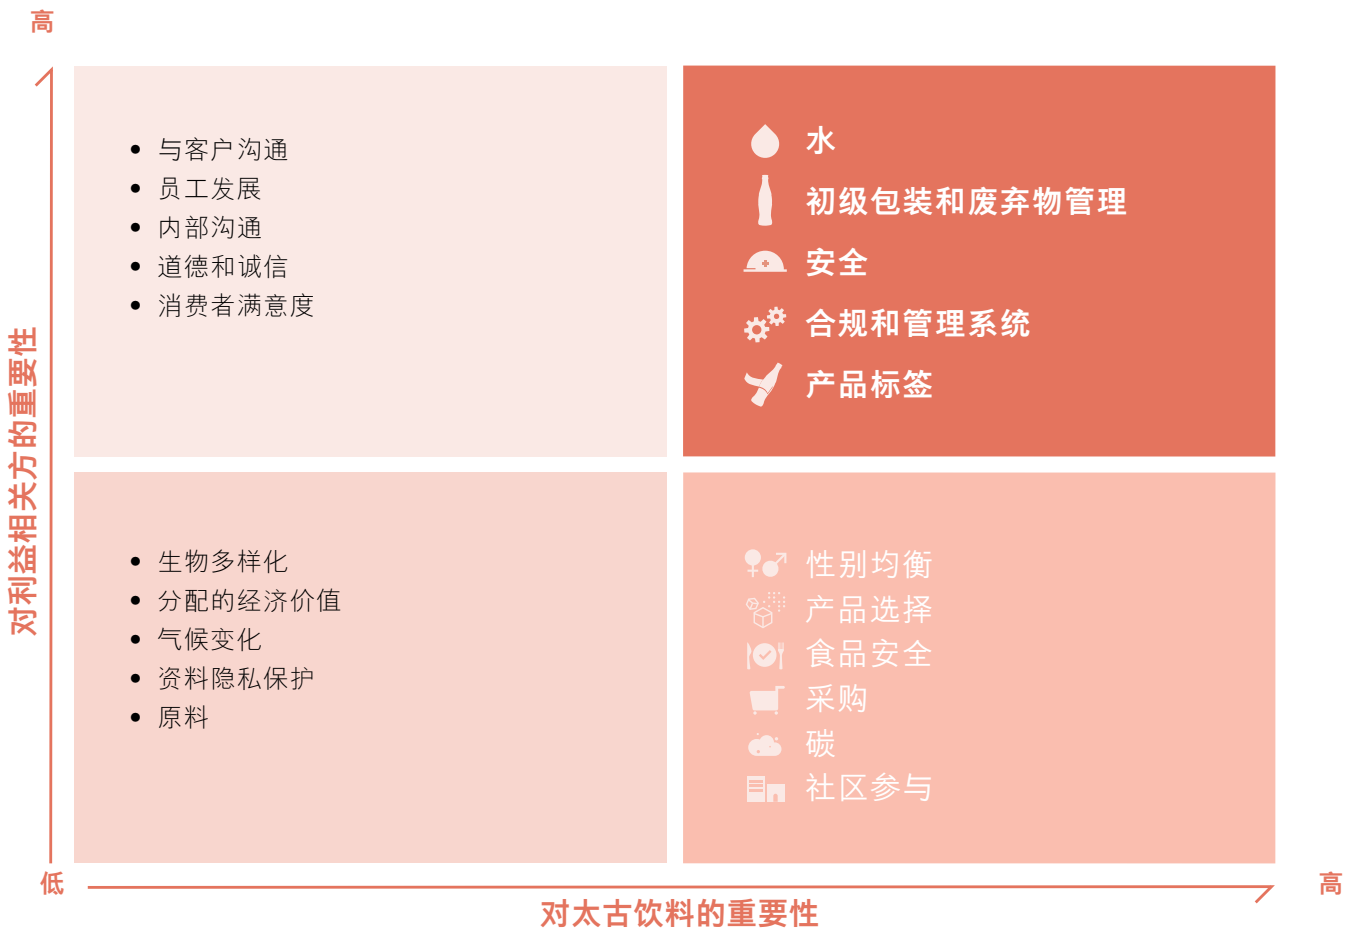 高
与客户沟通
员工发展
内部沟通
道德和诚信
消费者满意度
水
初级包装和废弃物管理
安全
合规和管理系统
产品标签
对利益相关方的重要性
生物多样化
分配的经济价值
气候变化
资料隐私保护
原料
性别均衡
产品选择
食品安全
采购
碳
社区参与
低
高
对太古饮料的重要性